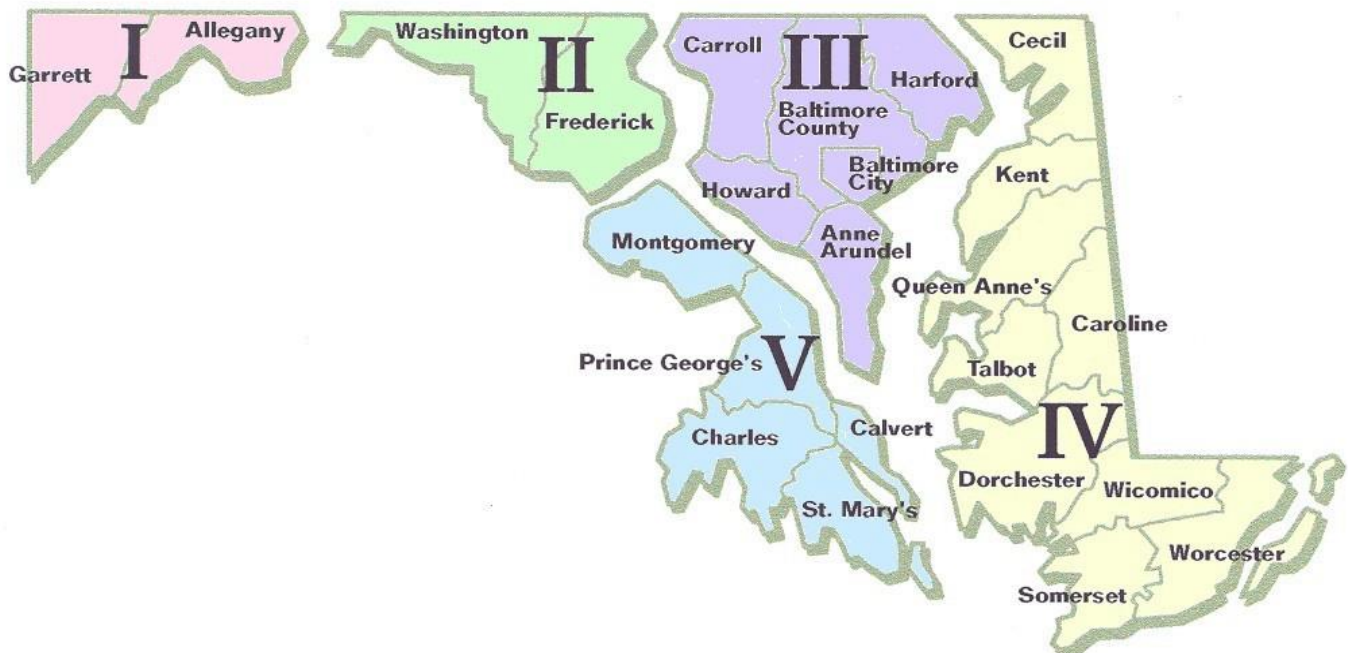 Garrett
I
Allegany
Washington
II
Frederick
Carroll
III
Harford
Baltimore
County
Baltimore
City
Howard
Anne
Arundel
Cecil
Kent
Queen Anne's
Caroline
Talbot
IV
Dorchester
Wicomico
Worcester
Somerset
Montgomery
Prince George's
V
Charles
Calvert
St. Mary's